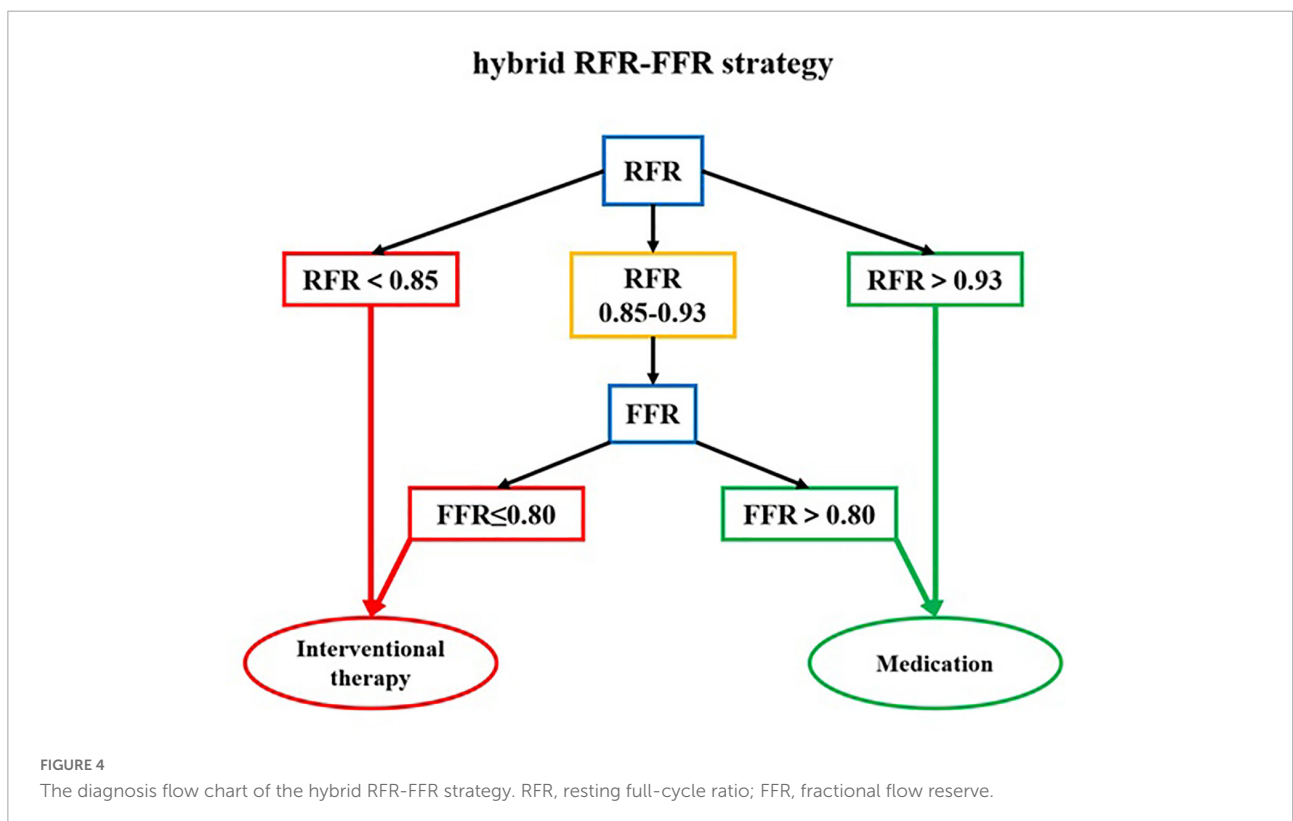 hybrid RFR-FFR strategy
RFR
RFR < 0.85
RFR
0.85-0.93
RFR > 0.93
FFR
FFR≤0.80
FFR > 0.80
Interventional
therapy
Medication
FIGURE 4
The diagnosis flow chart of the hybrid RFR-FFR strategy. RFR, resting full-cycle ratio; FFR, fractional flow reserve.